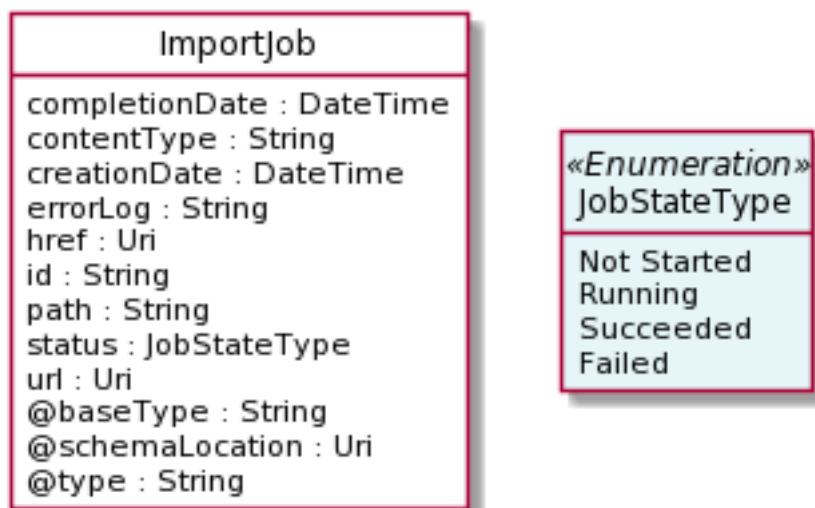 ImportJob
completionDate : DateTime
contentType : String
creationDate : DateTime
errorLog : String
href : Uri
id : String
path : String
status : JobStateType
url : Uri
@baseType : String
@schemaLocation : Uri
@type : String
«Enumeration»
JobStateType
Not Started
Running
Succeeded
Failed